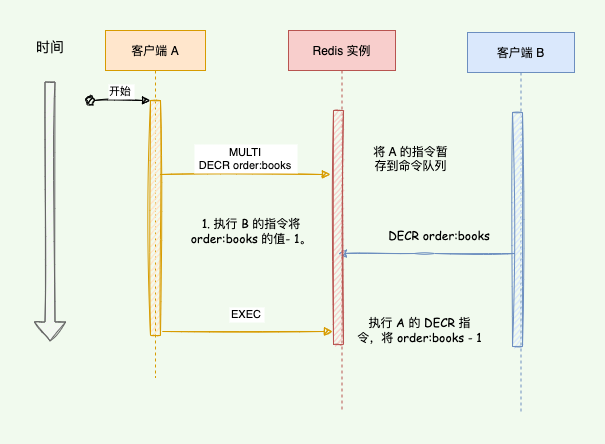 时间
客户端 A
Redis 实例
客户端 B
开始
MULTI
DECR order:books
将 A 的指令暂
存到命令队列
1. 执行 B 的指令将
order:books 的值- 1。
DECR order:books
EXEC
执行 A 的 DECR 指
令，将 order:books - 1